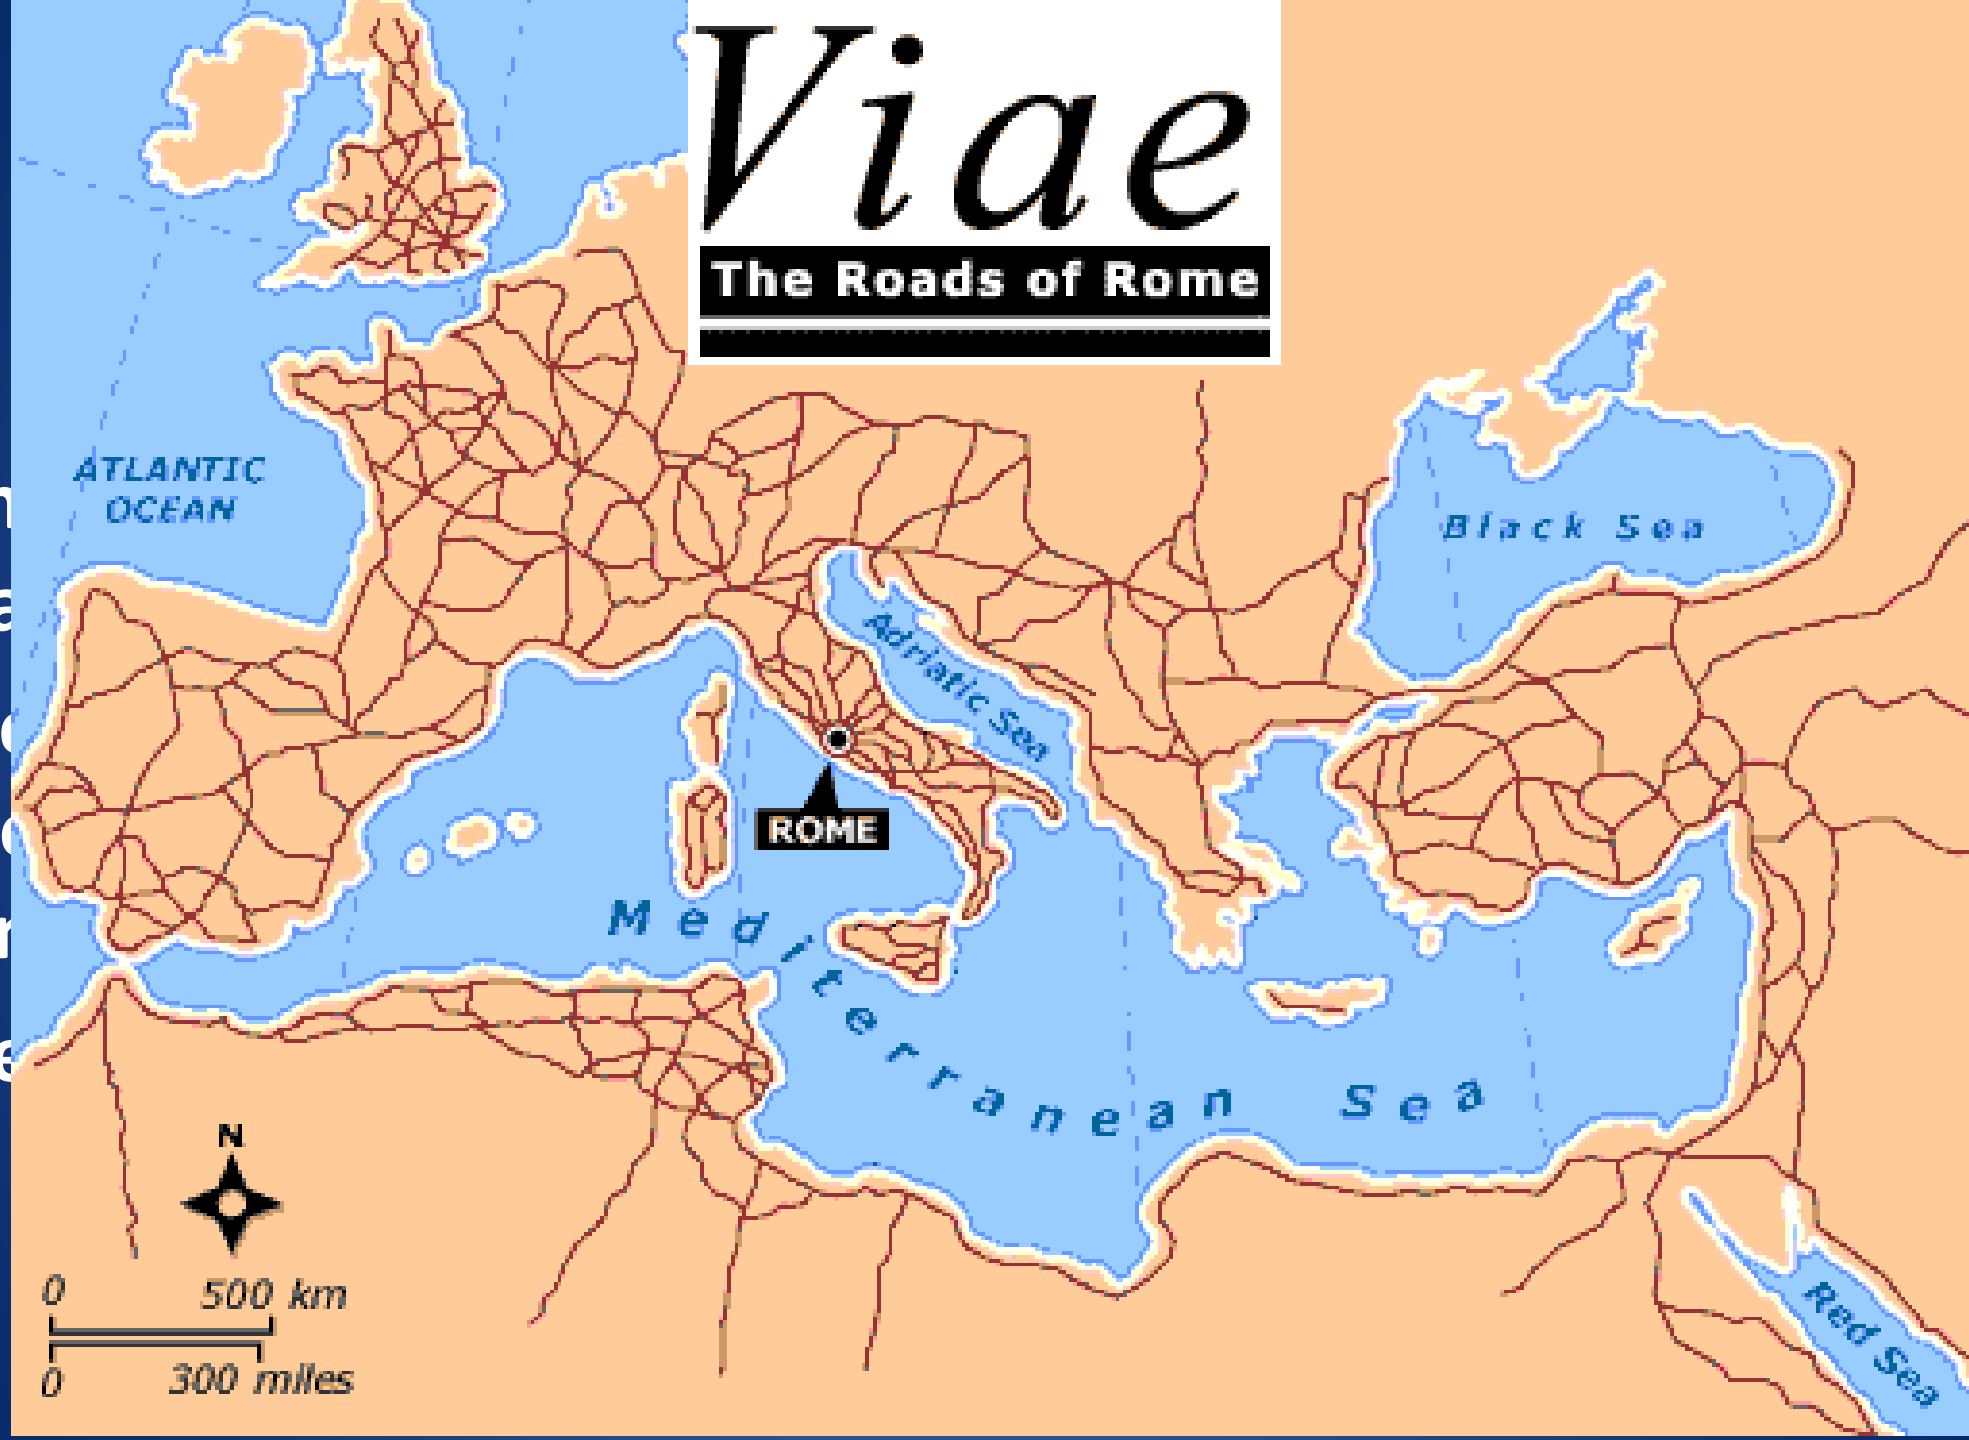 Viae
The Roads of Rome
ATLANTIC
OCEAN
Black Sea
Adriatic Sea
ROME
Mediterranean Sea
N
0 500 km
0 300 miles
Red Sea